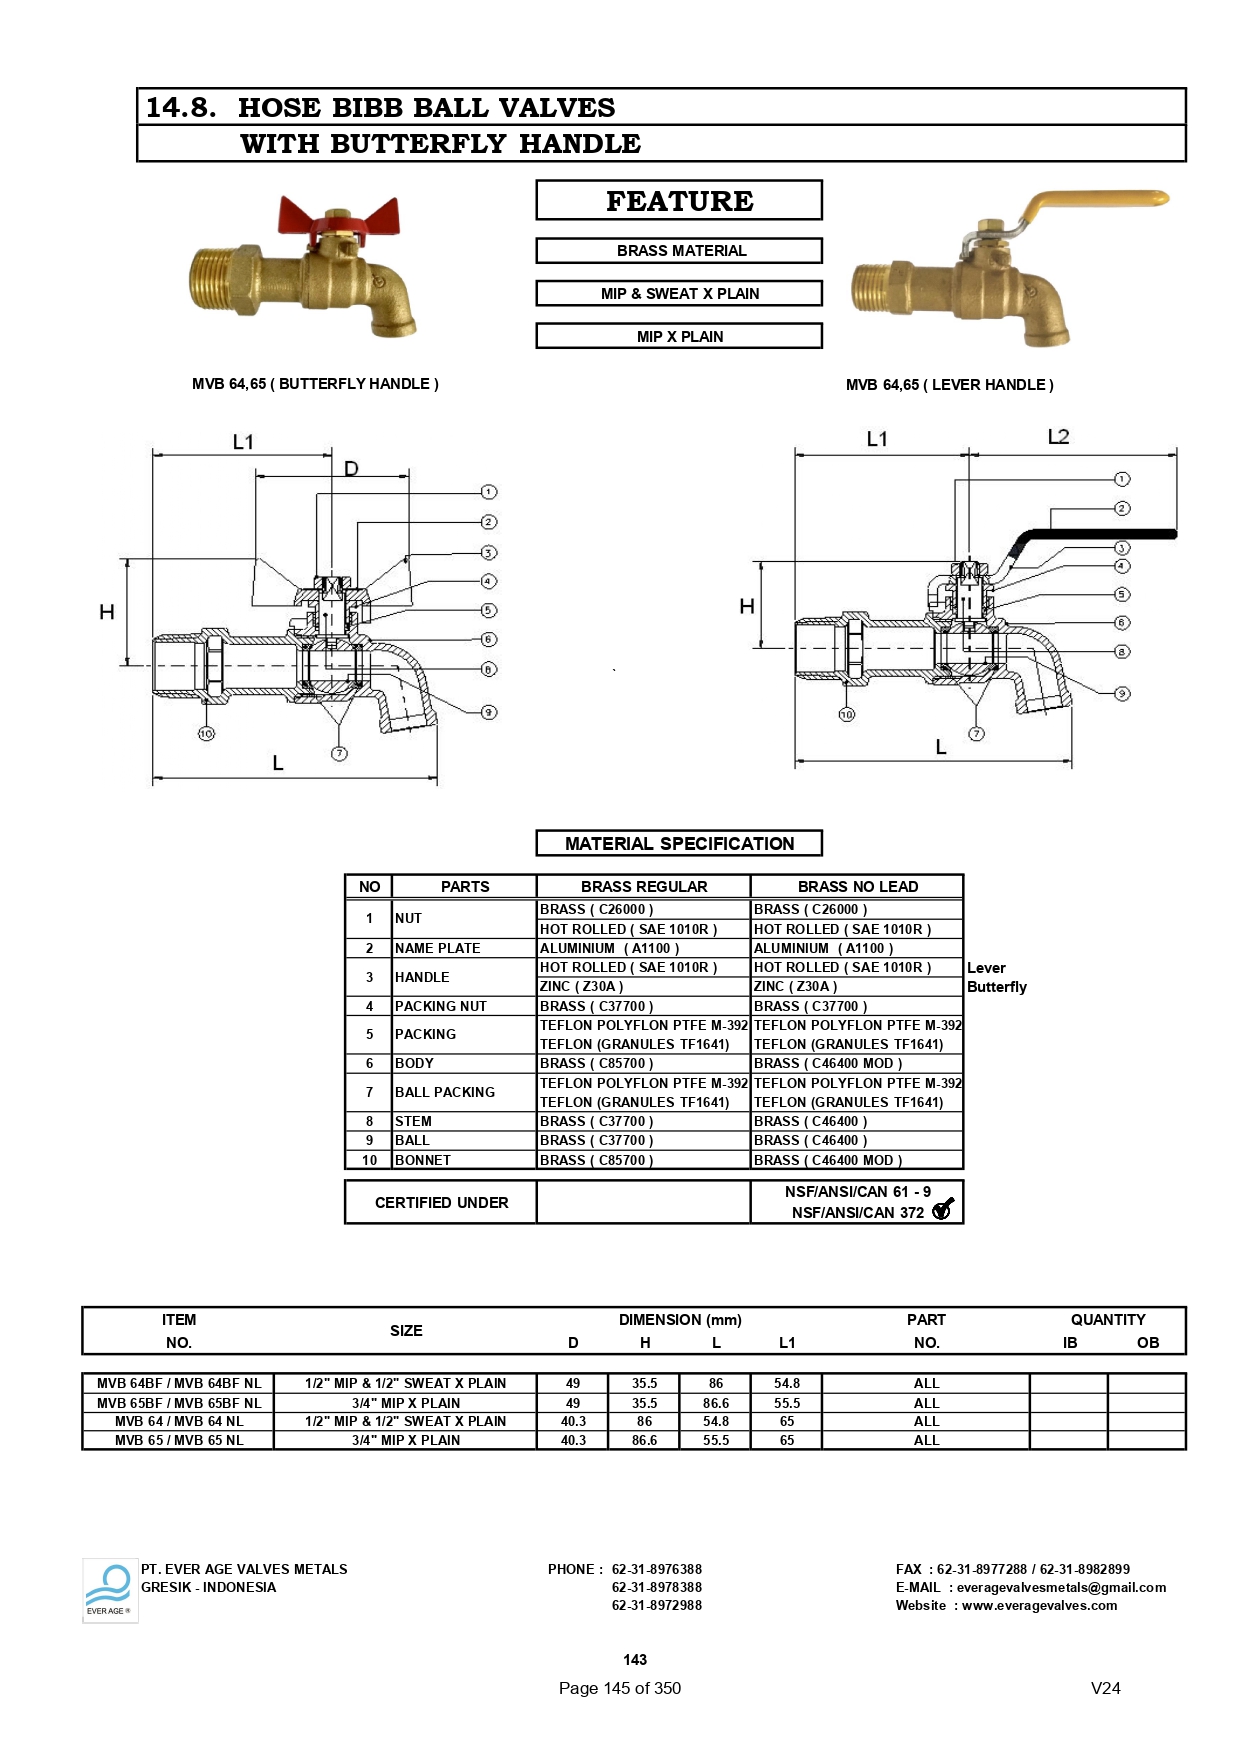 14.8.  HOSE BIBB BALL VALVES
WITH BUTTERFLY HANDLE
FEATURE
BRASS MATERIAL
MIP & SWEAT X PLAIN
MIP X PLAIN
MVB 64,65 ( BUTTERFLY HANDLE )
MVB 64,65 ( LEVER HANDLE )
L1
D
1
2
3
4
5
6
8
9
7
10
H
L
L1
L2
1
2
3
4
5
6
8
9
7
10
H
L
MATERIAL SPECIFICATION
NO PARTS BRASS REGULAR BRASS NO LEAD
1 NUT BRASS ( C26000 ) BRASS ( C26000 )
HOT ROLLED ( SAE 1010R ) HOT ROLLED ( SAE 1010R )
2 NAME PLATE ALUMINIUM  ( A1100 ) ALUMINIUM  ( A1100 )
3 HANDLE HOT ROLLED ( SAE 1010R ) HOT ROLLED ( SAE 1010R ) Lever
ZINC ( Z30A ) ZINC ( Z30A ) Butterfly
4 PACKING NUT BRASS ( C37700 ) BRASS ( C37700 )
5 PACKING TEFLON POLYFLON PTFE M-392 TEFLON POLYFLON PTFE M-392
TEFLON (GRANULES TF1641) TEFLON (GRANULES TF1641)
6 BODY BRASS ( C85700 ) BRASS ( C46400 MOD )
7 BALL PACKING TEFLON POLYFLON PTFE M-392 TEFLON POLYFLON PTFE M-392
TEFLON (GRANULES TF1641) TEFLON (GRANULES TF1641)
8 STEM BRASS ( C37700 ) BRASS ( C46400 )
9 BALL BRASS ( C37700 ) BRASS ( C46400 )
10 BONNET BRASS ( C85700 ) BRASS ( C46400 MOD )
CERTIFIED UNDER NSF/ANSI/CAN 61 - 9
NSF/ANSI/CAN 372
ITEM SIZE DIMENSION (mm) PART QUANTITY
NO. D H L L1 NO. IB OB
MVB 64BF / MVB 64BF NL 1/2" MIP & 1/2" SWEAT X PLAIN 49 35.5 86 54.8 ALL
MVB 65BF / MVB 65BF NL 3/4" MIP X PLAIN 49 35.5 86.6 55.5 ALL
MVB 64 / MVB 64 NL 1/2" MIP & 1/2" SWEAT X PLAIN 40.3 86 54.8 65 ALL
MVB 65 / MVB 65 NL 3/4" MIP X PLAIN 40.3 86.6 55.5 65 ALL
EVER AGE ®
PT. EVER AGE VALVES METALS PHONE : 62-31-8976388 FAX  : 62-31-8977288 / 62-31-8982899
GRESIK - INDONESIA 62-31-8978388 E-MAIL  : everagevalvesmetals@gmail.com
62-31-8972988 Website  : www.everagevalves.com
143
Page 145 of 350 V24